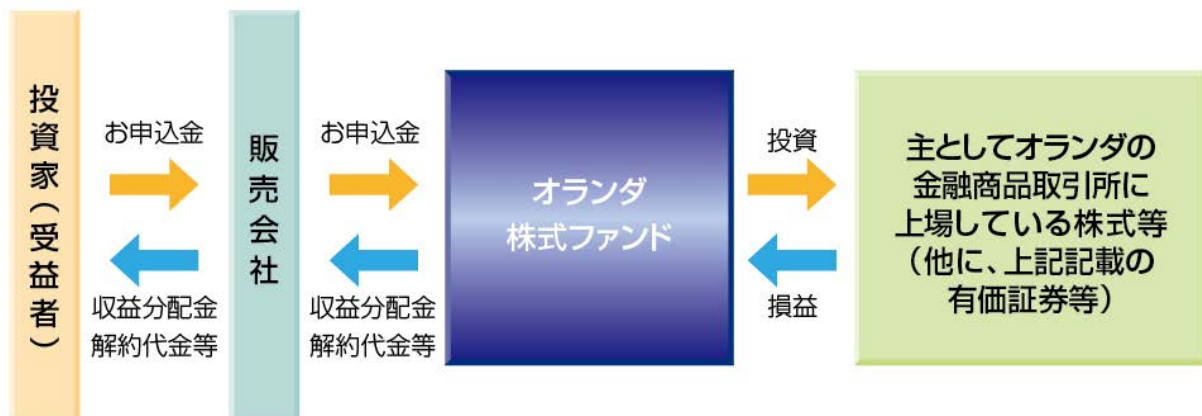 投資家（受益者）
お申込金
収益分配金
解約代金等
販売会社
お申込金
収益分配金
解約代金等
オランダ
株式ファンド
投資
損益
主としてオランダの
金融商品取引所に
上場している株式等
（他に、上記記載の
有価証券等）